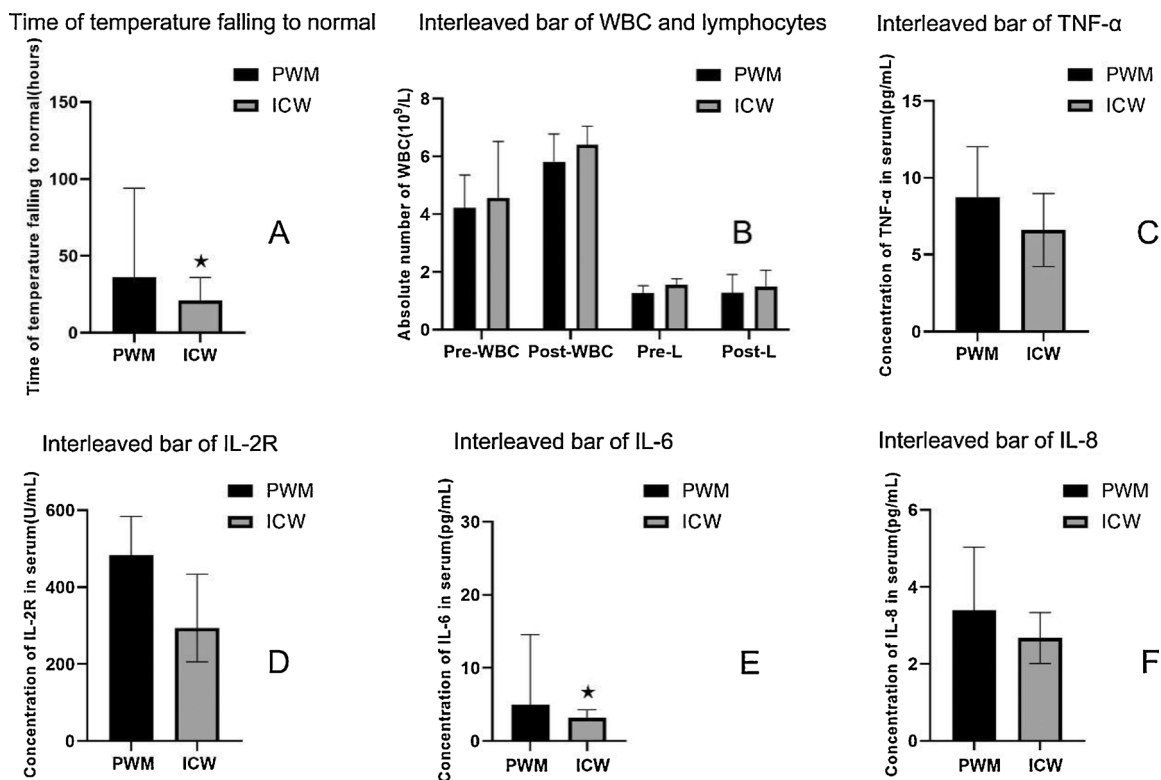 Time of temperature falling to normal
Time of temperature falling to normal(hours)
150
100
50
0
PWM
ICW
★
A
PWM
ICW
Interleaved bar of WBC and lymphocytes
Absolute number of WBC(10⁹/L)
8
6
4
2
0
PWM
ICW
B
Pre-WBC
Post-WBC
Pre-L
Post-L
Interleaved bar of TNF-α
Concentration of TNF-α in serum(pg/mL)
15
10
5
0
PWM
ICW
C
PWM
ICW
Interleaved bar of IL-2R
Concentration of IL-2R in serum(U/mL)
600
400
200
0
PWM
ICW
D
PWM
ICW
Interleaved bar of IL-6
Concentration of IL-6 in serum(pg/mL)
30
20
10
0
PWM
ICW
★
E
PWM
ICW
Interleaved bar of IL-8
Concentration of IL-8 in serum(pg/mL)
6
4
2
0
PWM
ICW
F
PWM
ICW